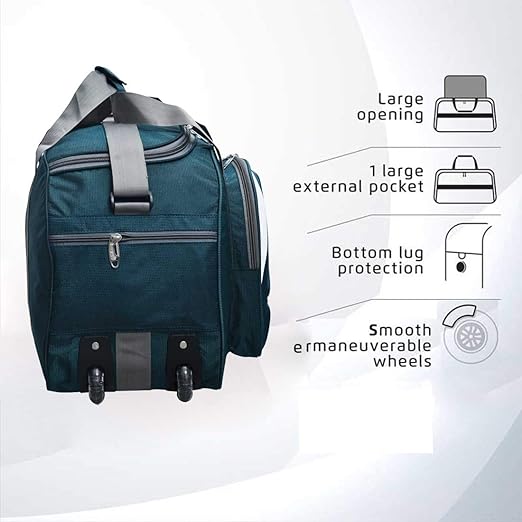 Large
opening
1 large
external pocket
Bottom lug
protection
Smooth
ermaneuverable
wheels